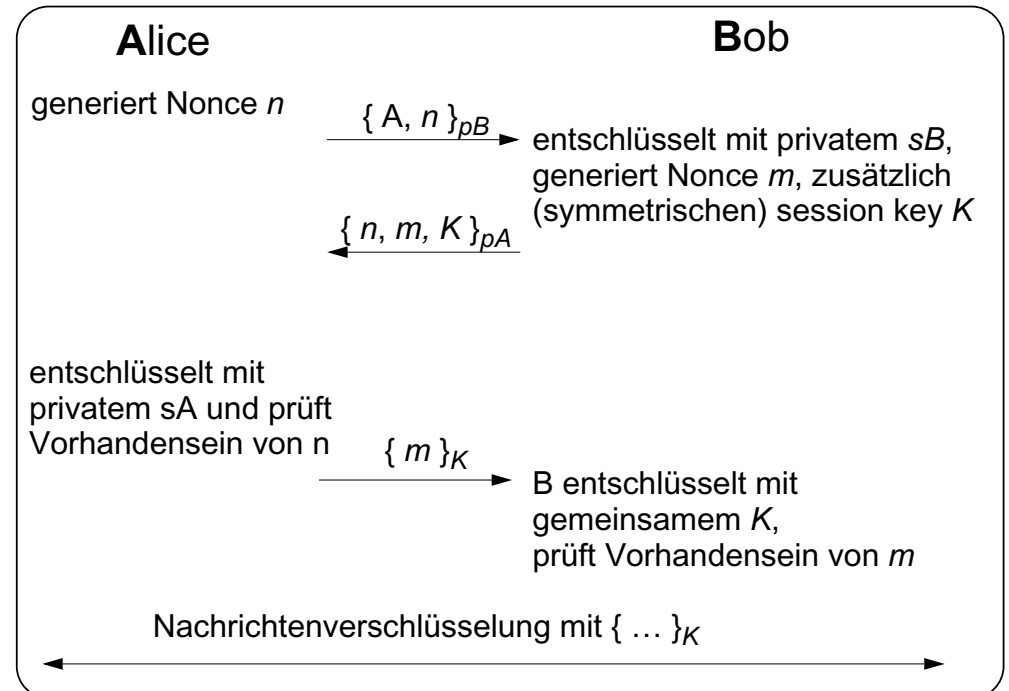 Alice
Bob
generiert Nonce n
{ A, n }pB
entschlüsselt mit privatem sB,
generiert Nonce m, zusätzlich
(symmetrischen) session key K
{ n, m, K }pA
entschlüsselt mit
privatem sA und prüft
Vorhandensein von n
{ m }K
B entschlüsselt mit
gemeinsamem K,
prüft Vorhandensein von m
Nachrichtenverschlüsselung mit { … }K